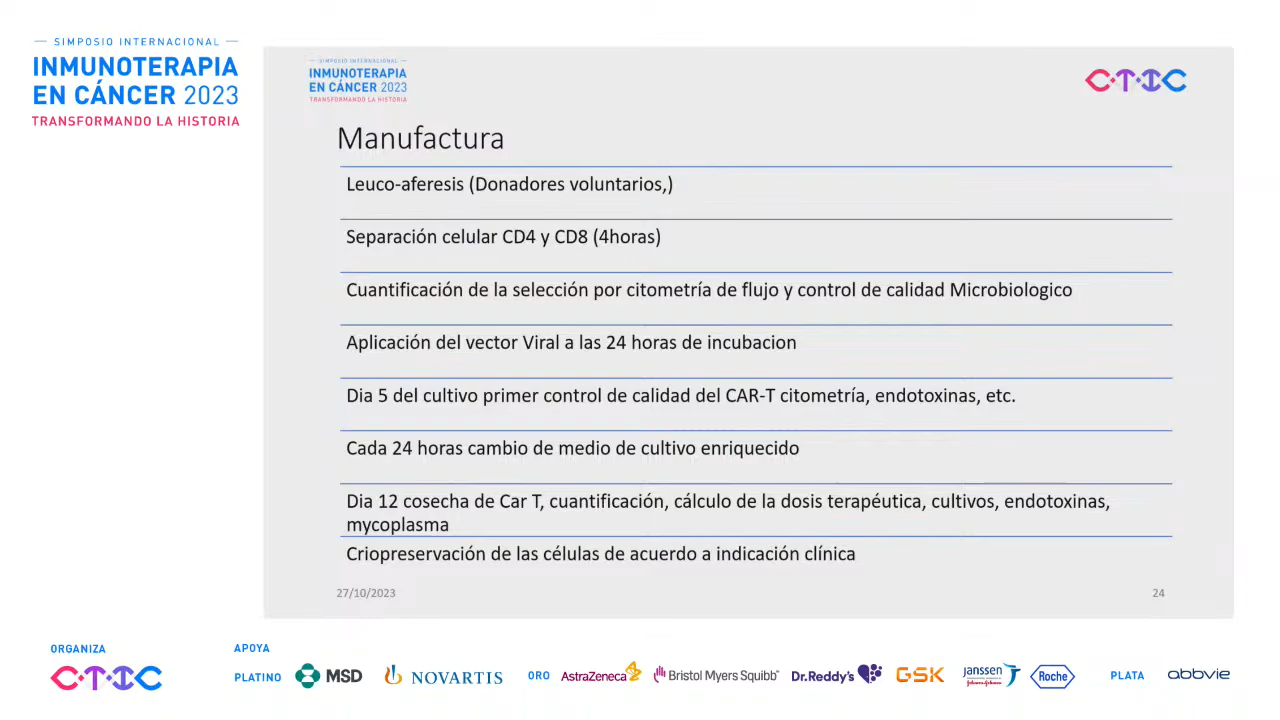 SIMPOSIO INTERNACIONAL
INMUNOTERAPIA
EN CÁNCER 2023
TRANSFORMANDO LA HISTORIA
SIMPOSIO INTERNACIONAL
INMUNOTERAPIA
EN CÁNCER 2023
TRANSFORMANDO LA HISTORIA
CTIC
Manufactura
Leuco-aferesis (Donadores voluntarios,)
Separación celular CD4 y CD8 (4horas)
Cuantificación de la selección por citometría de flujo y control de calidad Microbiologico
Aplicación del vector Viral a las 24 horas de incubacion
Dia 5 del cultivo primer control de calidad del CAR-T citometría, endotoxinas, etc.
Cada 24 horas cambio de medio de cultivo enriquecido
Dia 12 cosecha de Car T, cuantificación, cálculo de la dosis terapéutica, cultivos, endotoxinas,
mycoplasma
Criopreservación de las células de acuerdo a indicación clínica
27/10/2023
24
ORGANIZA
CTIC
APOYA
PLATINO
MSD
NOVARTIS
ORO
AstraZeneca
Bristol Myers Squibb™
Dr.Reddy's
GSK
Janssen
Johnson & Johnson
Roche
PLATA
abbvie